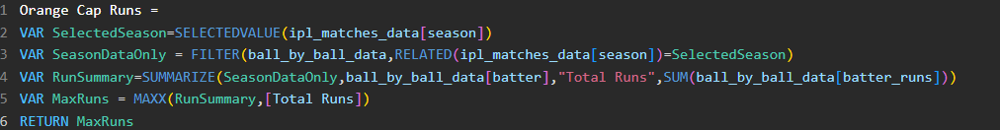 1 Orange Cap Runs =
2 VAR SelectedSeason=SELECTEDVALUE(ipl_matches_data[season])
3 VAR SeasonDataOnly = FILTER(ball_by_ball_data,RELATED(ipl_matches_data[season])=SelectedSeason)
4 VAR RunSummary=SUMMARIZE(SeasonDataOnly,ball_by_ball_data[batter],"Total Runs",SUM(ball_by_ball_data[batter_runs]))
5 VAR MaxRuns = MAXX(RunSummary,[Total Runs])
6 RETURN MaxRuns